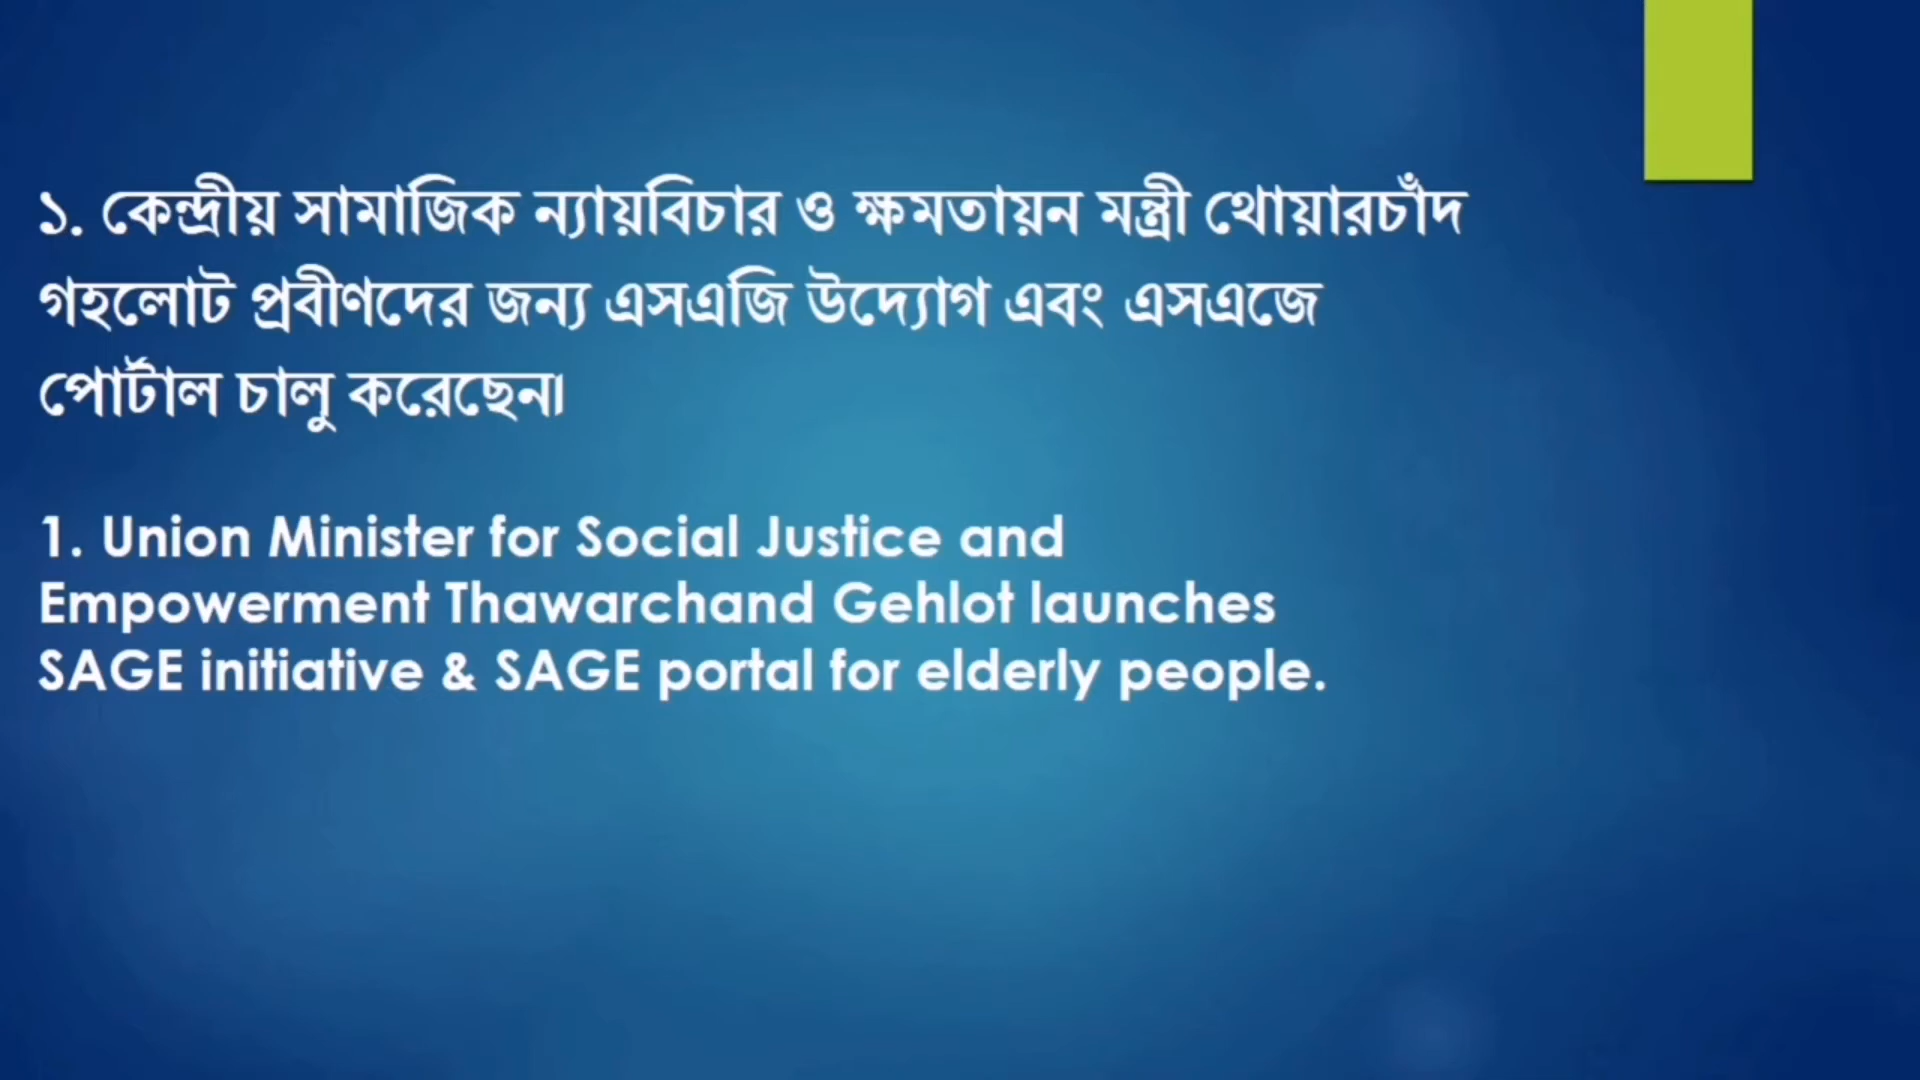 ১. কেন্দ্রীয় সামাজিক ন্যায়বিচার ও ক্ষমতায়ন মন্ত্রী থোয়ারচাঁদ
গহলোট প্রবীণদের জন্য এসএজি উদ্যোগ এবং এসএজে
পোর্টাল চালু করেছেন৷
1. Union Minister for Social Justice and
Empowerment Thawarchand Gehlot launches
SAGE initiative & SAGE portal for elderly people.